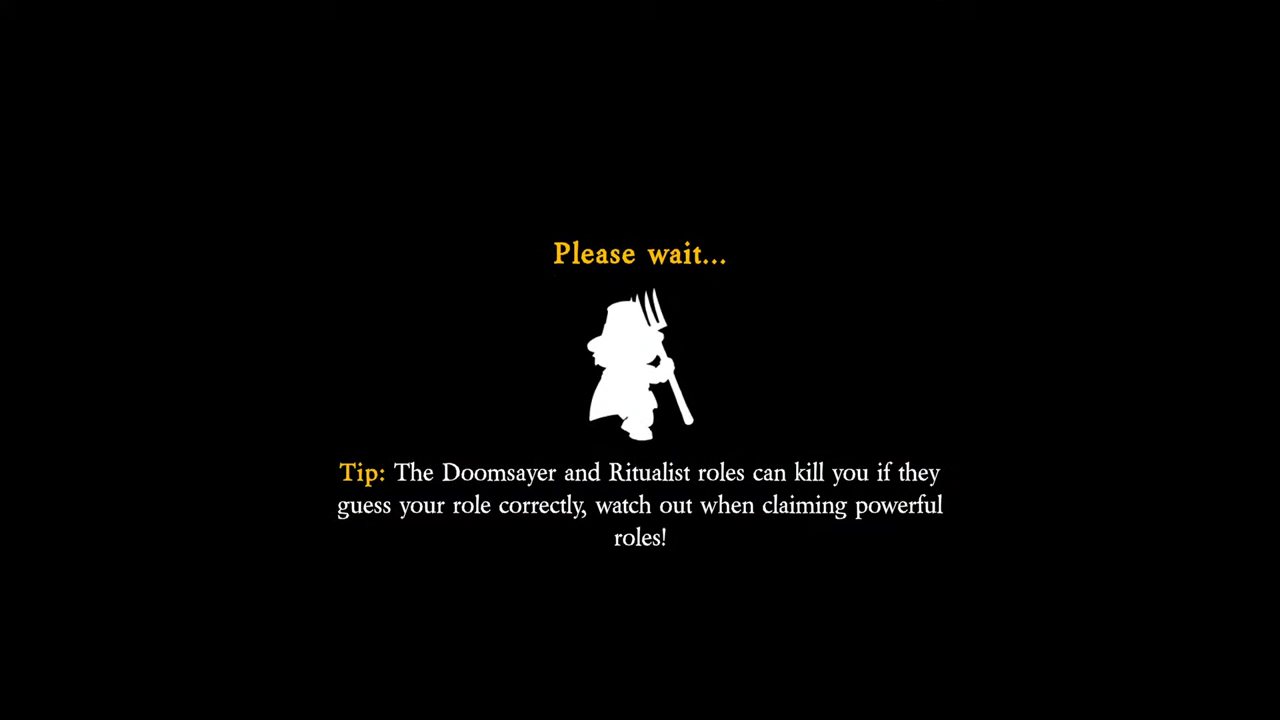 Please wait...
Tip: The Doomsayer and Ritualist roles can kill you if they
guess your role correctly, watch out when claiming powerful
roles!